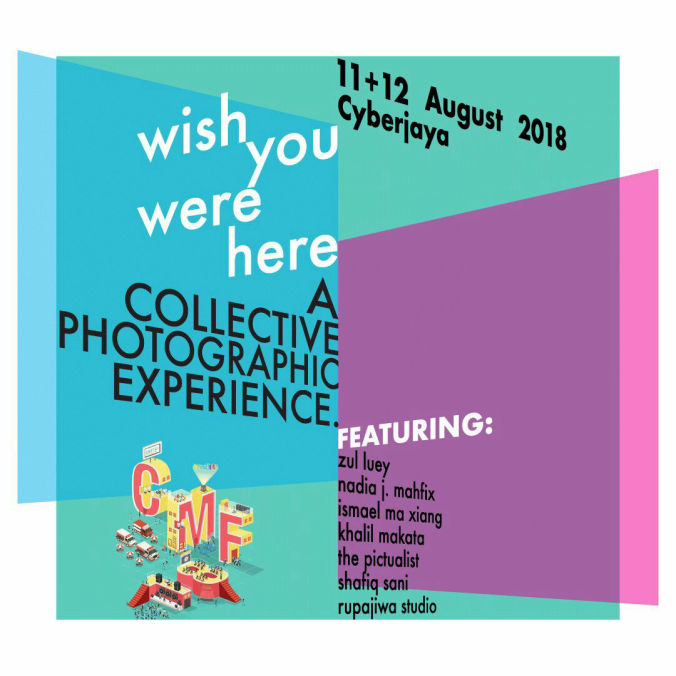 wish
you
were
here
A
COLLECTIVE
PHOTOGRAPHIC
EXPERIENCE.
11+12 August 2018
Cyberjaya
FEATURING:
zul luey
nadia j. mahfix
ismael ma xiang
khalil makata
the pictualist
shafiq sani
rupajiwa studio
CMF